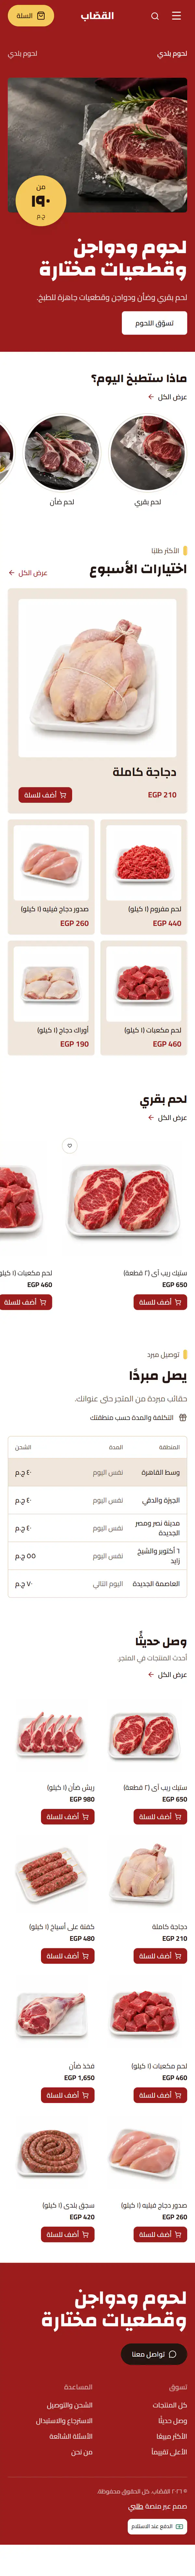 القصّاب
السلة
لحوم بلدي
لحوم بلدي
من
١٩٠
ج.م
لحوم ودواجن
وقطعيات مختارة
لحم بقري وضأن ودواجن وقطعيات جاهزة للطبخ.
تسوّق اللحوم
ماذا ستطبخ اليوم؟
عرض الكل
لحم بقري
لحم ضأن
الأكثر طلبًا
اختيارات الأسبوع
عرض الكل
دجاجة كاملة
EGP 210
أضف للسلة
لحم مفروم (١ كيلو)
EGP 440
صدور دجاج فيليه (١ كيلو)
EGP 260
لحم مكعبات (١ كيلو)
EGP 460
أوراك دجاج (١ كيلو)
EGP 190
لحم بقري
عرض الكل
ستيك ريب آي (٢ قطعة)
EGP 650
أضف للسلة
لحم مكعبات (١ كيلو)
EGP 460
أضف للسلة
توصيل مبرد
يصل مبردًا
حقائب مبردة من المتجر حتى عنوانك.
التكلفة والمدة حسب منطقتك
المنطقة المدة الشحن
وسط القاهرة نفس اليوم ٤٠ ج.م
الجيزة والدقي نفس اليوم ٤٠ ج.م
مدينة نصر ومصر الجديدة نفس اليوم ٤٠ ج.م
٦ أكتوبر والشيخ زايد نفس اليوم ٥٥ ج.م
العاصمة الجديدة اليوم التالي ٧٠ ج.م
وصل حديثًا
أحدث المنتجات في المتجر.
عرض الكل
ستيك ريب آي (٢ قطعة)
EGP 650
أضف للسلة
ريش ضأن (١ كيلو)
EGP 980
أضف للسلة
دجاجة كاملة
EGP 210
أضف للسلة
كفتة على أسياخ (١ كيلو)
EGP 480
أضف للسلة
لحم مكعبات (١ كيلو)
EGP 460
أضف للسلة
فخذ ضأن
EGP 1,650
أضف للسلة
صدور دجاج فيليه (١ كيلو)
EGP 260
أضف للسلة
سجق بلدي (١ كيلو)
EGP 420
أضف للسلة
لحوم ودواجن
وقطعيات مختارة
تواصل معنا
تسوق
كل المنتجات
وصل حديثًا
الأكثر مبيعًا
الأعلى تقييماً
المساعدة
الشحن والتوصيل
الاسترجاع والاستبدال
الأسئلة الشائعة
من نحن
© ٢٠٢٦ القصّاب. كل الحقوق محفوظة.
صمم عبر منصة طلبي
الدفع عند الاستلام